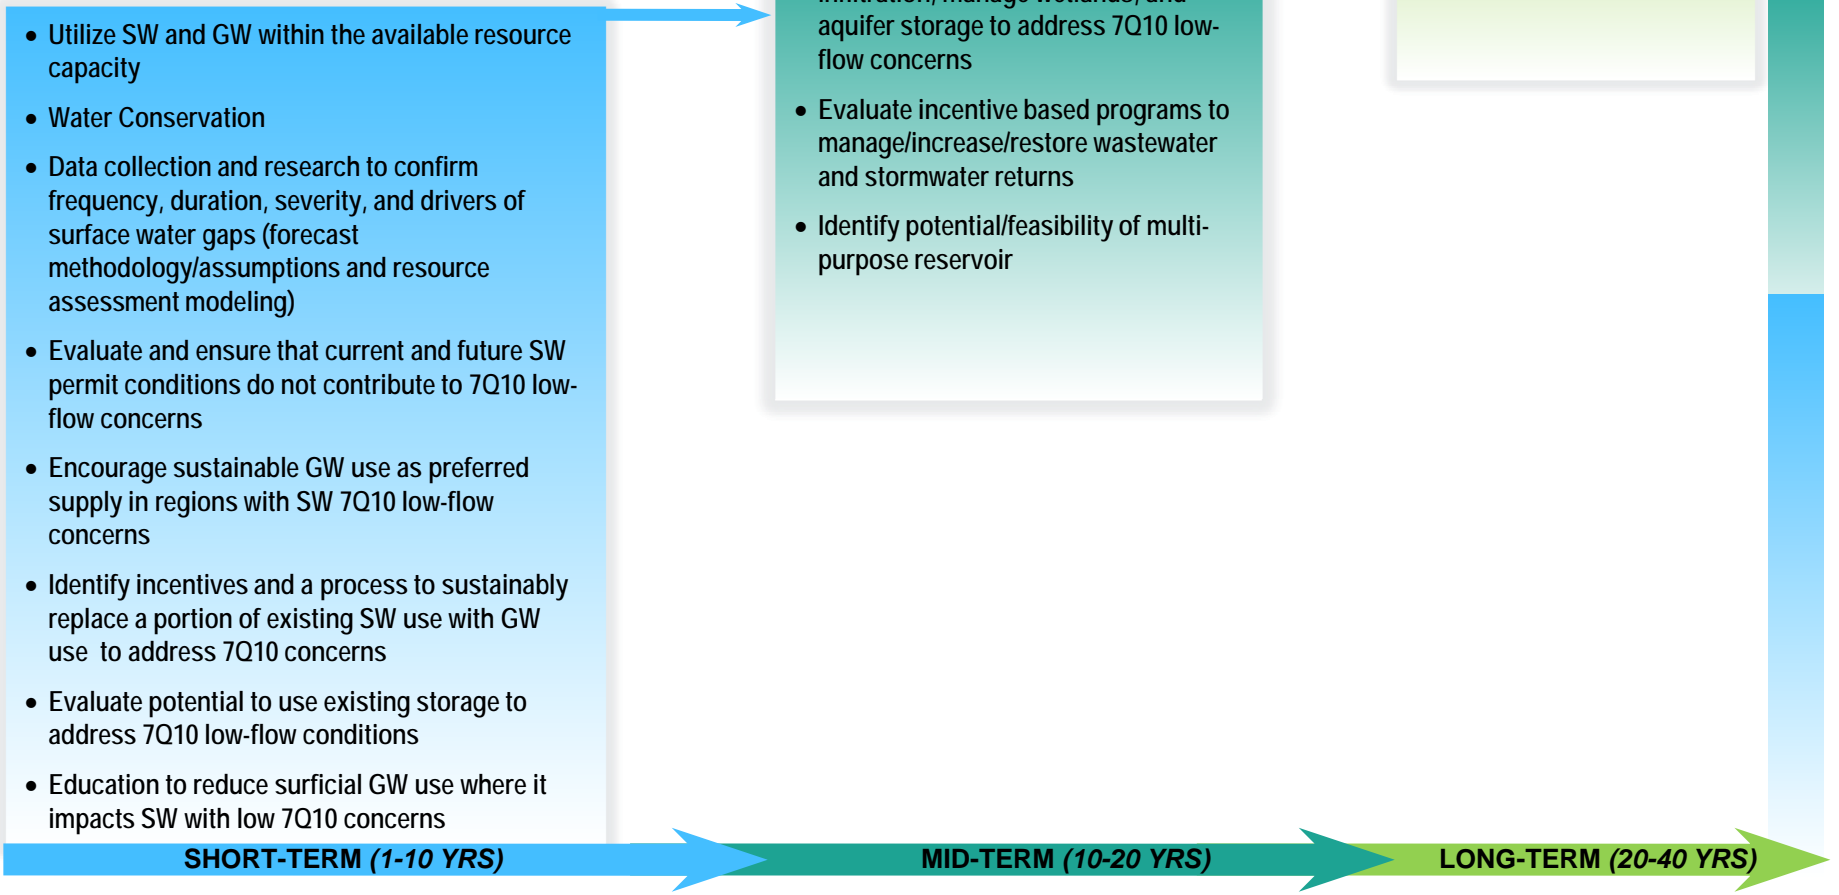 • Utilize SW and GW within the available resource
capacity
• Water Conservation
• Data collection and research to confirm
frequency, duration, severity, and drivers of
surface water gaps (forecast
methodology/assumptions and resource
assessment modeling)
• Evaluate and ensure that current and future SW
permit conditions do not contribute to 7Q10 low-
flow concerns
• Encourage sustainable GW use as preferred
supply in regions with SW 7Q10 low-flow
concerns
• Identify incentives and a process to sustainably
replace a portion of existing SW use with GW
use  to address 7Q10 concerns
• Evaluate potential to use existing storage to
address 7Q10 low-flow conditions
• Education to reduce surficial GW use where it
impacts SW with low 7Q10 concerns
infiltration, manage wetlands, and
aquifer storage to address 7Q10 low-
flow concerns
• Evaluate incentive based programs to
manage/increase/restore wastewater
and stormwater returns
• Identify potential/feasibility of multi-
purpose reservoir
SHORT-TERM (1-10 YRS)
MID-TERM (10-20 YRS)
LONG-TERM (20-40 YRS)